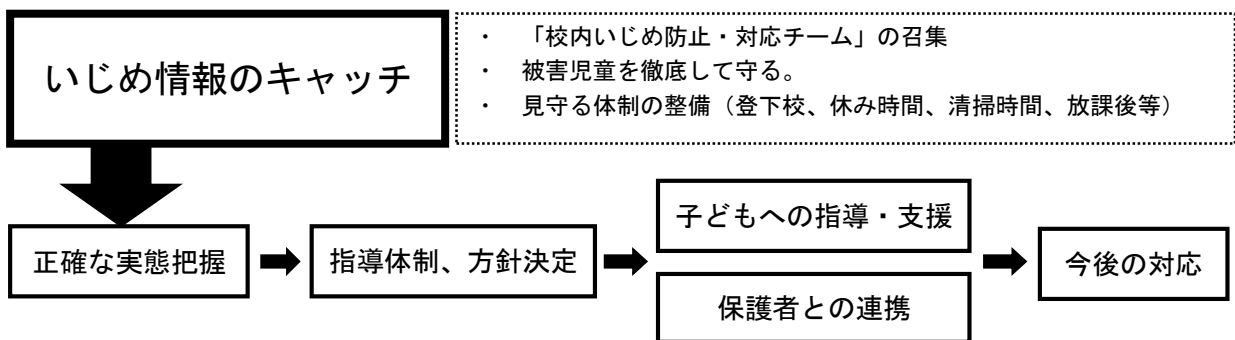 いじめ情報のキャッチ
・ 「校内いじめ防止・対応チーム」の召集
・ 被害児童を徹底して守る。
・ 見守る体制の整備（登下校、休み時間、清掃時間、放課後等）
正確な実態把握
指導体制、方針決定
子どもへの指導・支援
保護者との連携
今後の対応